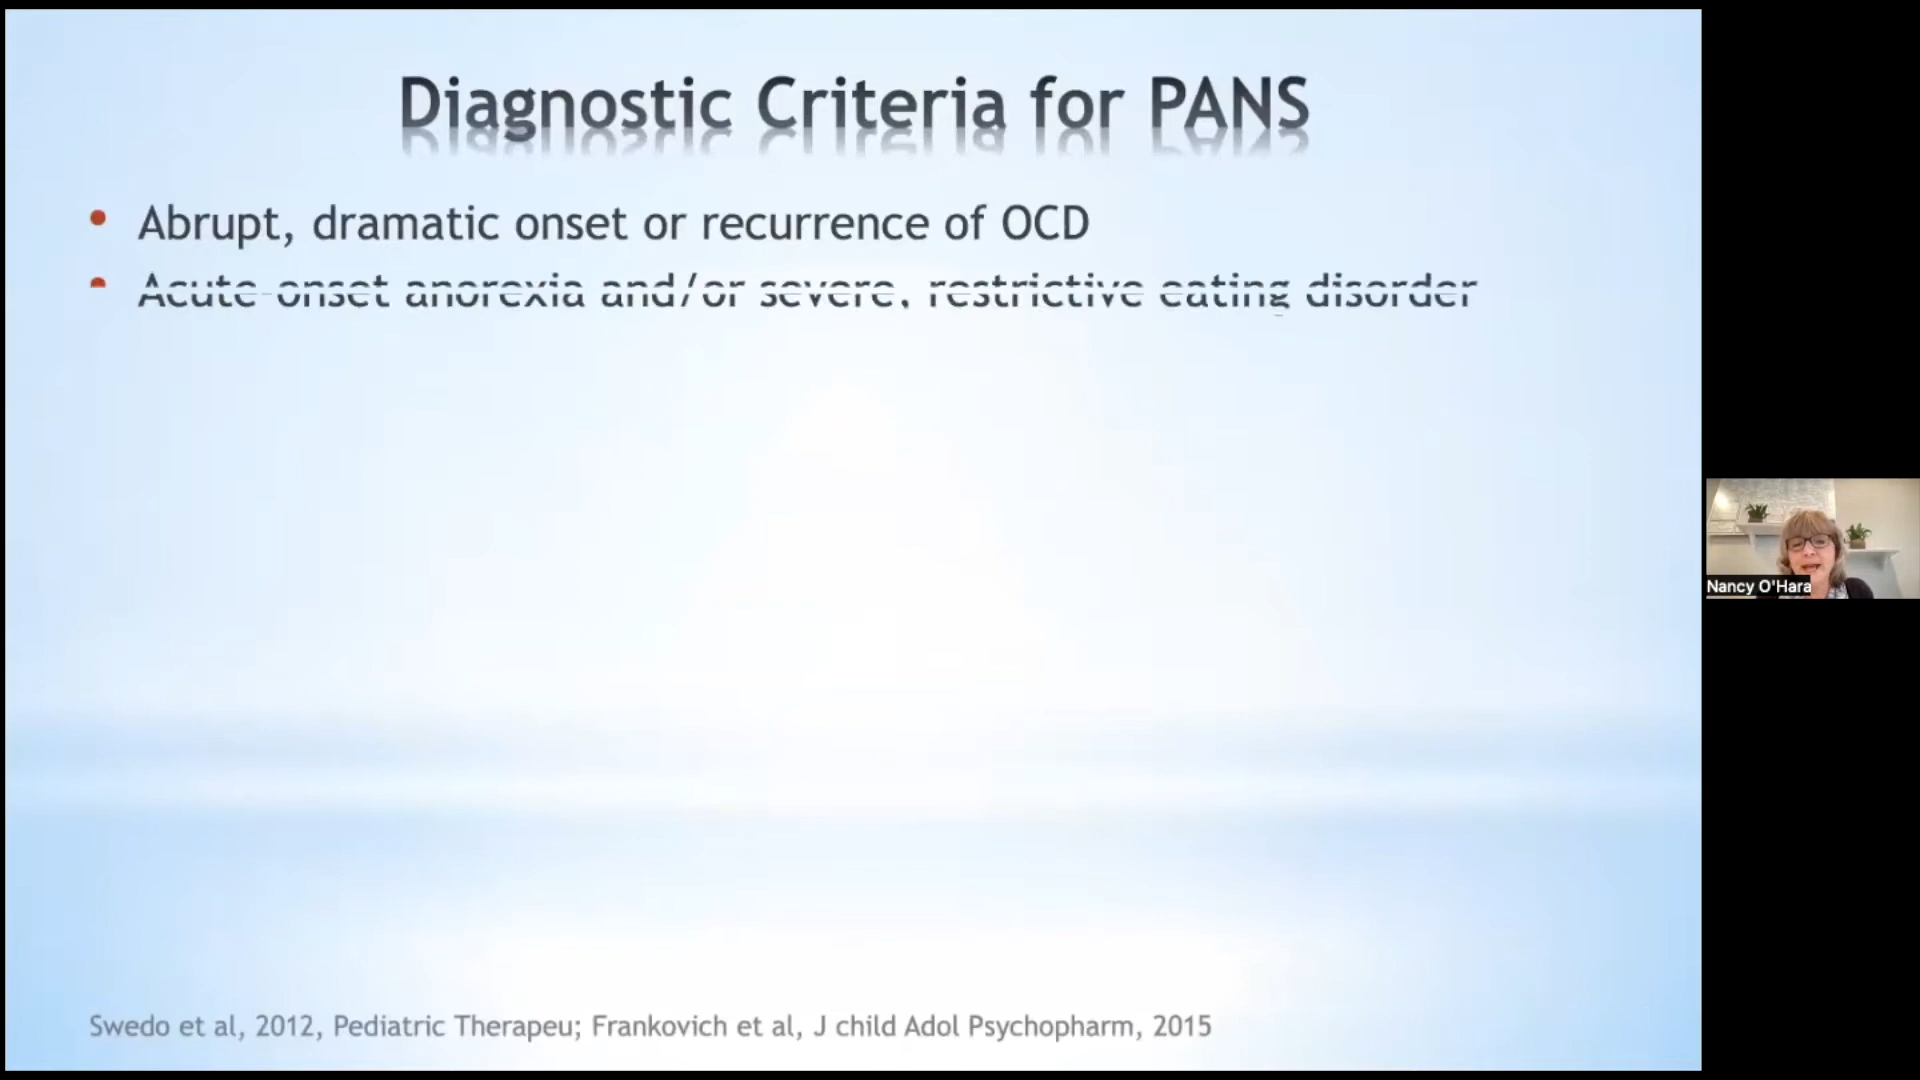 Diagnostic Criteria for PANS
• Abrupt, dramatic onset or recurrence of OCD
• Acute-onset anorexia and/or severe, restrictive eating disorder
Nancy O'Hara
Swedo et al, 2012, Pediatric Therapeu; Frankovich et al, J child Adol Psychopharm, 2015